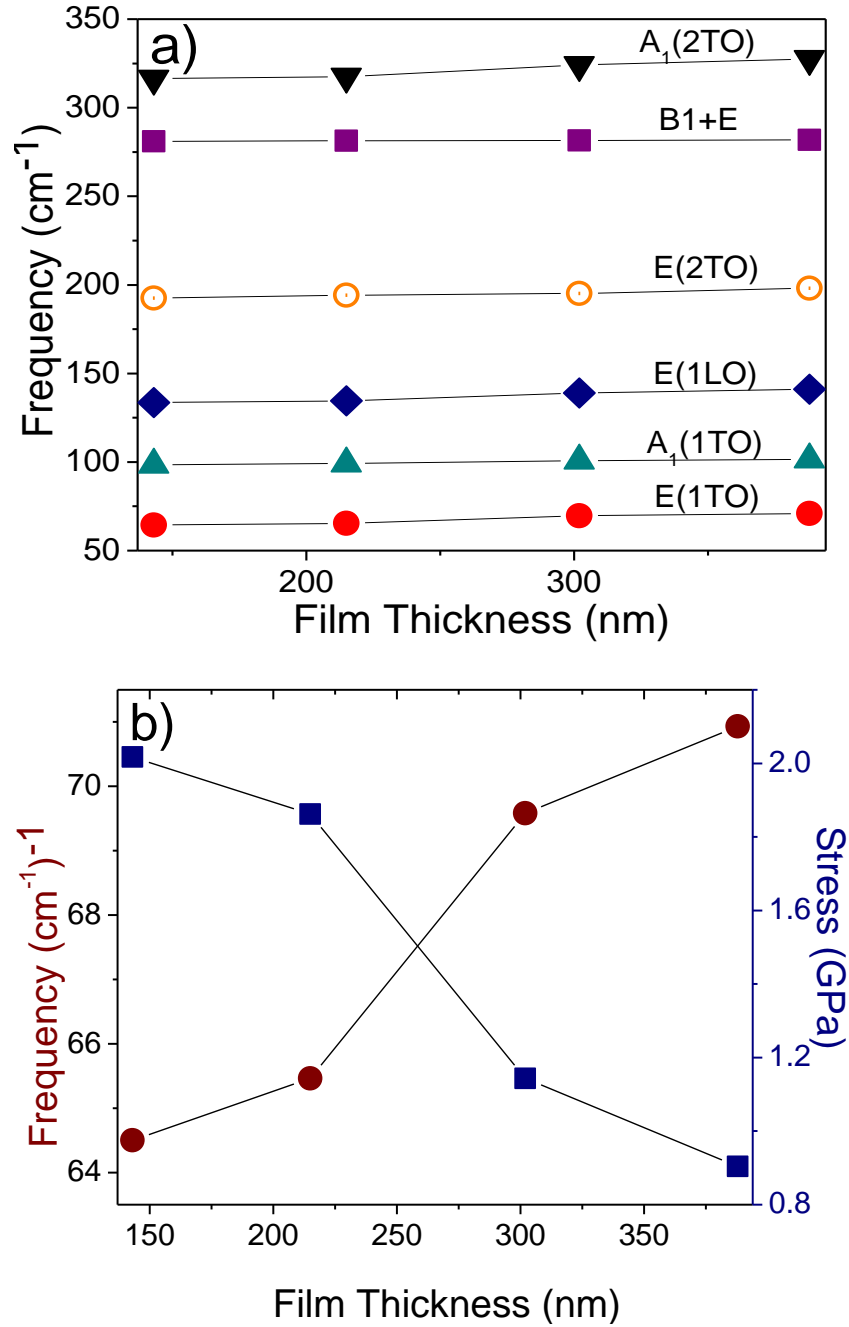 a)
350
300
250
200
150
100
50
Frequency (cm⁻¹)
A₁(2TO)
B1+E
E(2TO)
E(1LO)
A₁(1TO)
E(1TO)
200 300
Film Thickness (nm)
b)
70
68
66
64
Frequency (cm⁻¹)-1
2.0
1.6
1.2
0.8
Stress (GPa)
150 200 250 300 350
Film Thickness (nm)